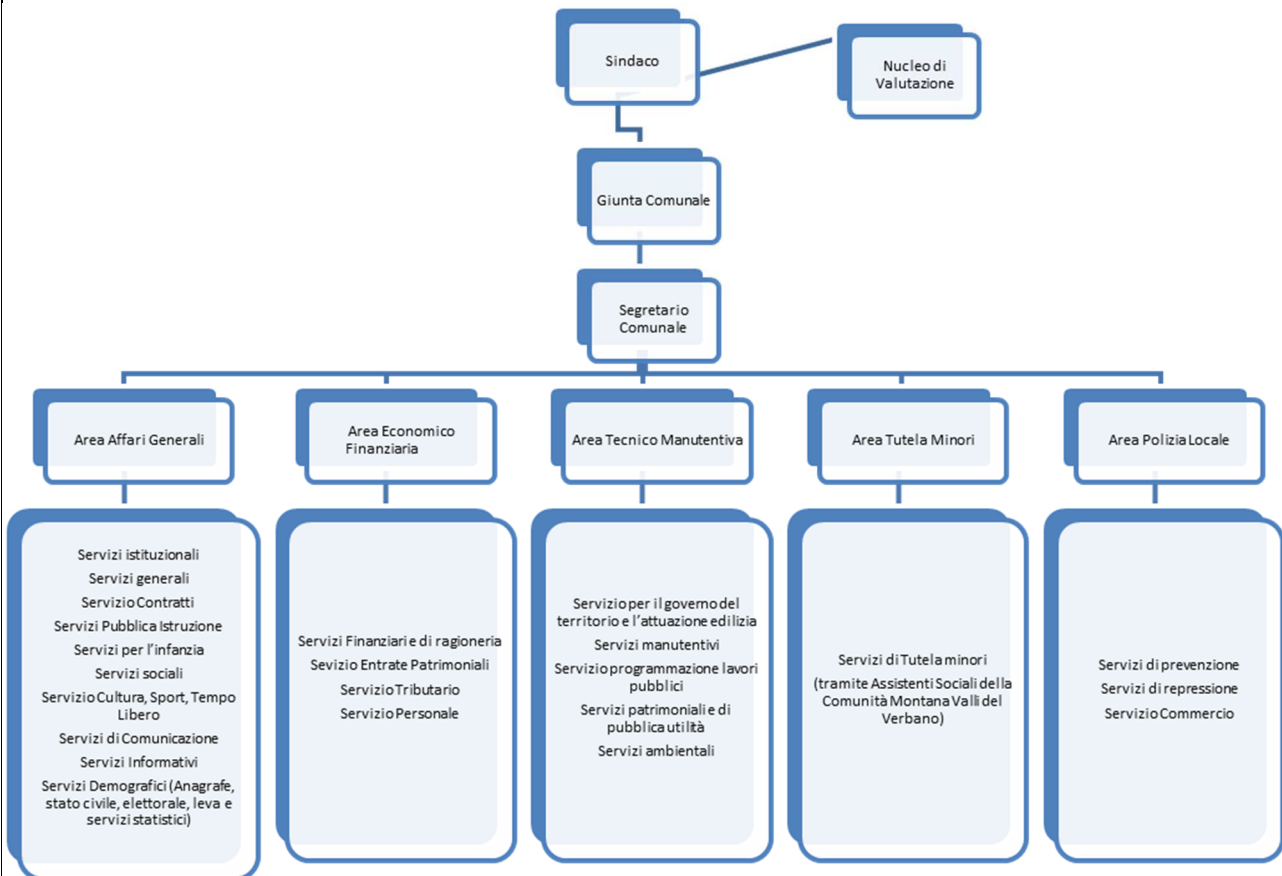 Sindaco
Nucleo di
Valutazione
Giunta Comunale
Segretario
Comunale
Area Affari Generali
Area Economico
Finanziaria
Area Tecnico Manutentiva
Area Tutela Minori
Area Polizia Locale
Servizi istituzionali
Servizi generali
Servizio Contratti
Servizi Pubblica Istruzione
Servizi per l'infanzia
Servizi sociali
Servizio Cultura, Sport, Tempo
Libero
Servizi di Comunicazione
Servizi Informativi
Servizi Demografici (Anagrafe,
stato civile, elettorale, leva e
servizi statistici)
Servizi Finanziari e di ragioneria
Sevizio Entrate Patrimoniali
Servizio Tributario
Servizio Personale
Servizio per il governo del
territorio e l'attuazione edilizia
Servizi manutentivi
Servizio programmazione lavori
pubblici
Servizi patrimoniali e di
pubblica utilità
Servizi ambientali
Servizi di Tutela minori
(tramite Assistenti Sociali della
Comunità Montana Valli del
Verbano)
Servizi di prevenzione
Servizi di repressione
Servizio Commercio